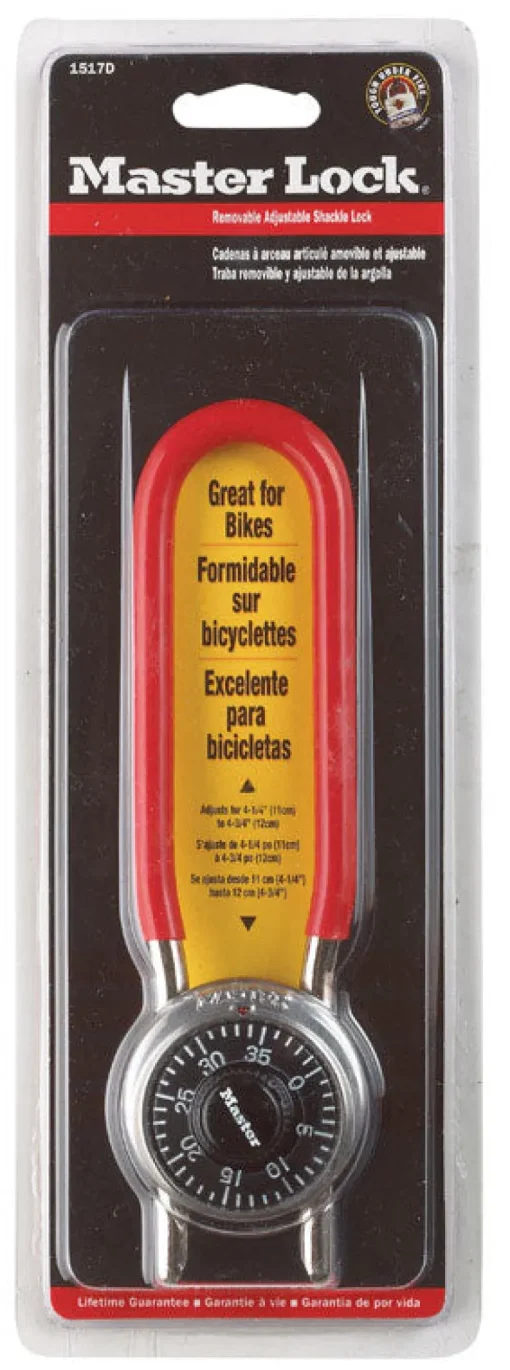 1517D
TOUGH UNDER FIRE
Master Lock®
Removable Adjustable Shackle Lock
Cadenas à arceau articulé amovible et ajustable
Traba removible y ajustable de la argolla
Great for
Bikes
Formidable
sur
bicyclettes
Excelente
para
bicicletas
Adjusts for 4-1/4" (11cm)
to 4-3/4" (12cm)
S'ajuste de 4-1/4 po (11cm)
à 4-3/4 po (12cm)
Se ajusta desde 11 cm (4-1/4")
hasta 12 cm (4-3/4")
MASTER
0
5
10
15
20
25
30
35
Master
Lifetime Guarantee ■ Garantie à vie ■ Garantía de por vida